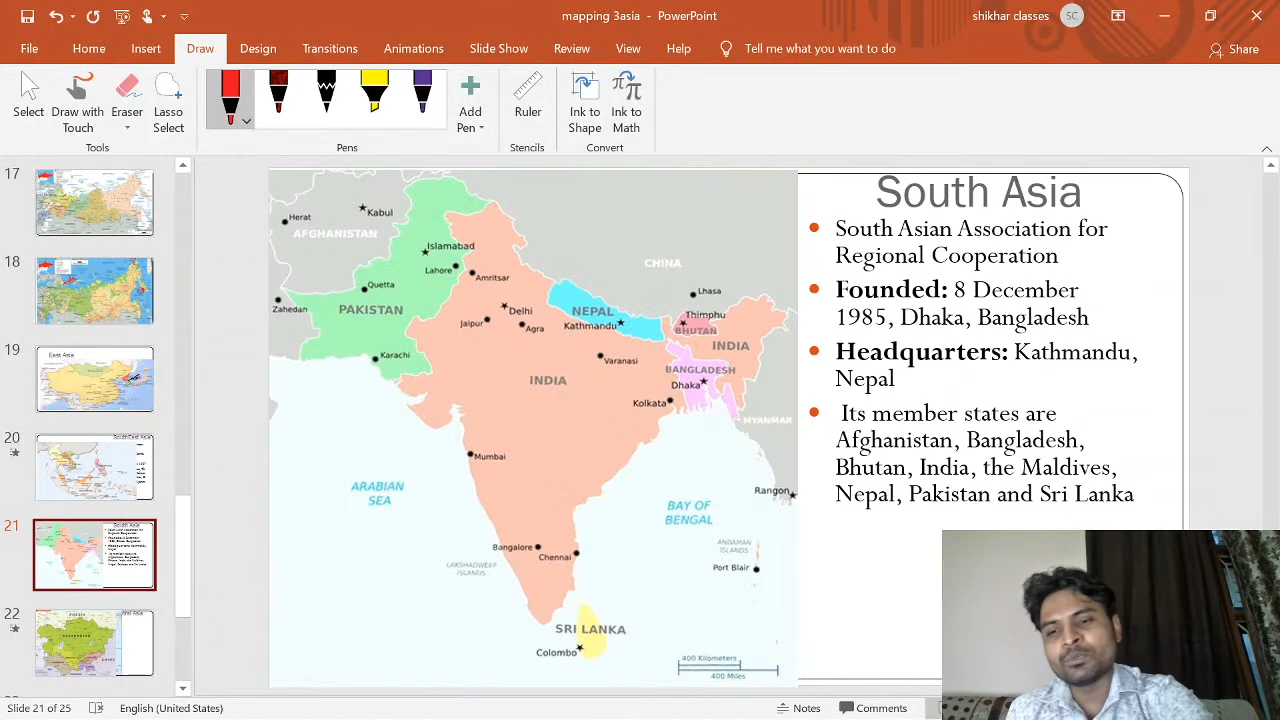 mapping 3asia - PowerPoint
shikhar classes SC
File Home Insert Draw Design Transitions Animations Slide Show Review View Help Tell me what you want to do Share
Select
Draw with Touch
Eraser
Lasso Select
Add Pen
Ruler
Ink to Shape
Ink to Math
Tools Pens Stencils Convert
17
18
19
East Asia
20
21
South Asia
22
Herat
Kabul
AFGHANISTAN
Islamabad
Lahore
Amritsar
CHINA
Quetta
Zahedan
PAKISTAN
Lhasa
Delhi
NEPAL
Thimphu
Jaipur
Agra
Kathmandu
BHUTAN
INDIA
Karachi
Varanasi
BANGLADESH
INDIA
Dhaka
Kolkata
MYANMAR
Mumbai
ARABIAN
SEA
Rangon
BAY OF
BENGAL
Bangalore
Chennai
ANDAMAN
ISLANDS
LAKSHADWEEP
ISLANDS
Port Blair
SRI LANKA
Colombo
400 Kilometers
400 Miles
South Asia
South Asian Association for
Regional Cooperation
Founded: 8 December
1985, Dhaka, Bangladesh
Headquarters: Kathmandu,
Nepal
Its member states are
Afghanistan, Bangladesh,
Bhutan, India, the Maldives,
Nepal, Pakistan and Sri Lanka
Slide 21 of 25 English (United States) Notes Comments